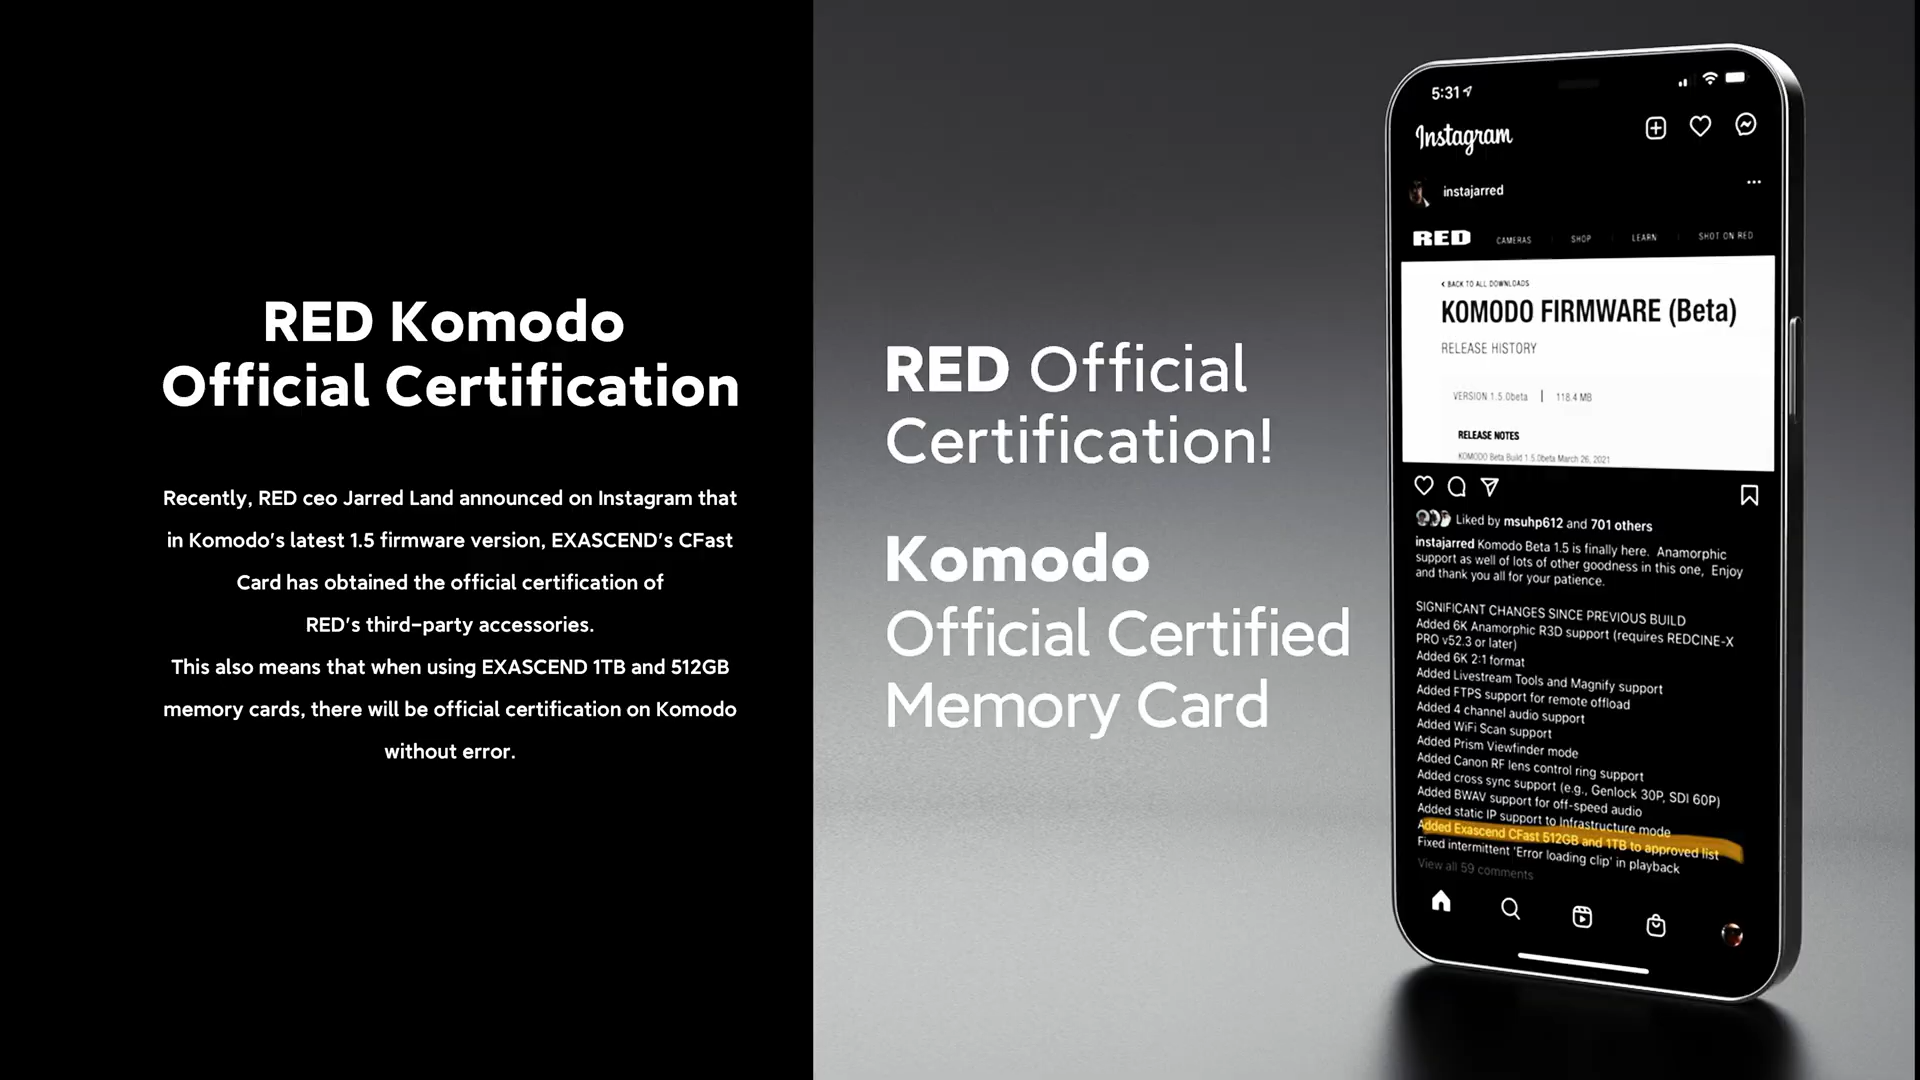 RED Komodo
Official Certification
Recently, RED ceo Jarred Land announced on Instagram that
in Komodo's latest 1.5 firmware version, EXASCEND's CFast
Card has obtained the official certification of
RED's third-party accessories.
This also means that when using EXASCEND 1TB and 512GB
memory cards, there will be official certification on Komodo
without error.
RED Official
Certification!
Komodo
Official Certified
Memory Card
5:31
Instagram
instajarred
RED CAMERAS SHOP LEARN SHOT ON RED
< BACK TO ALL DOWNLOADS
KOMODO FIRMWARE (Beta)
RELEASE HISTORY
VERSION 1.5.0beta | 118.4 MB
RELEASE NOTES
KOMODO Beta Build 1.5.0beta March 26, 2021
Liked by msuhp612 and 701 others
instajarred Komodo Beta 1.5 is finally here. Anamorphic
support as well of lots of other goodness in this one, Enjoy
and thank you all for your patience.
SIGNIFICANT CHANGES SINCE PREVIOUS BUILD
Added 6K Anamorphic R3D support (requires REDCINE-X
PRO v52.3 or later)
Added 6K 2:1 format
Added Livestream Tools and Magnify support
Added FTPS support for remote offload
Added 4 channel audio support
Added WiFi Scan support
Added Prism Viewfinder mode
Added Canon RF lens control ring support
Added cross sync support (e.g., Genlock 30P, SDI 60P)
Added BWAV support for off-speed audio
Added static IP support to Infrastructure mode
Added Exascend CFast 512GB and 1TB to approved list
Fixed intermittent 'Error loading clip' in playback
View all 59 comments